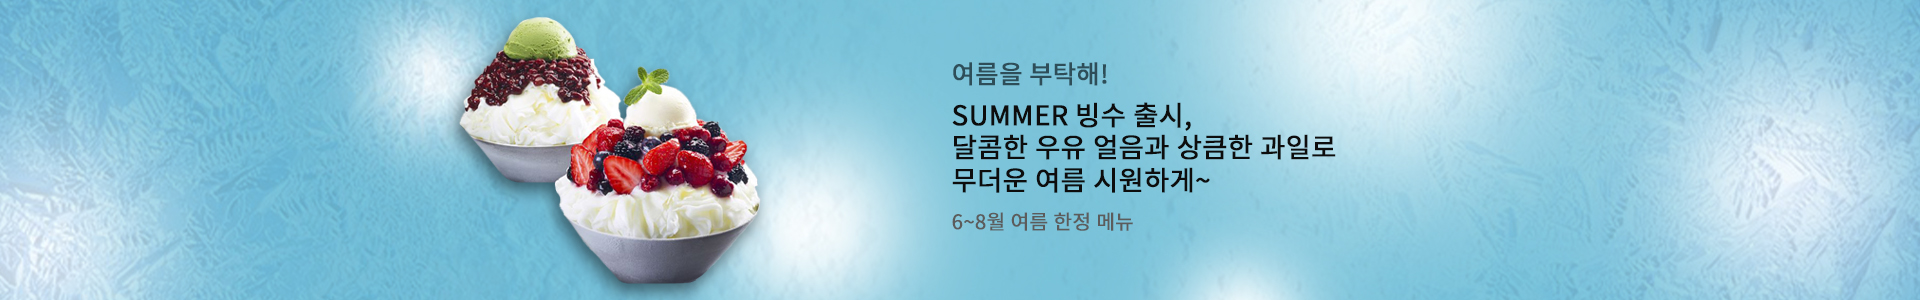 여름을 부탁해!
SUMMER 빙수 출시,
달콤한 우유 얼음과 상큼한 과일로
무더운 여름 시원하게~
6~8월 여름 한정 메뉴